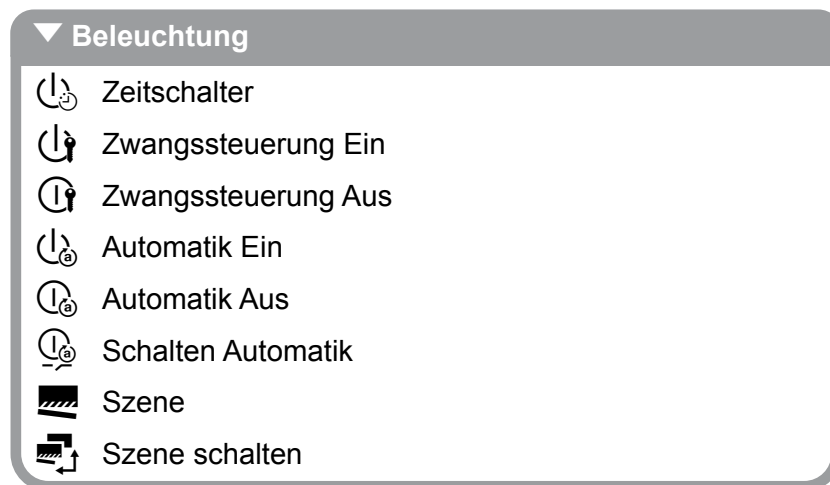 Beleuchtung
Zeitschalter
Zwangssteuerung Ein
Zwangssteuerung Aus
Automatik Ein
Automatik Aus
Schalten Automatik
Szene
Szene schalten